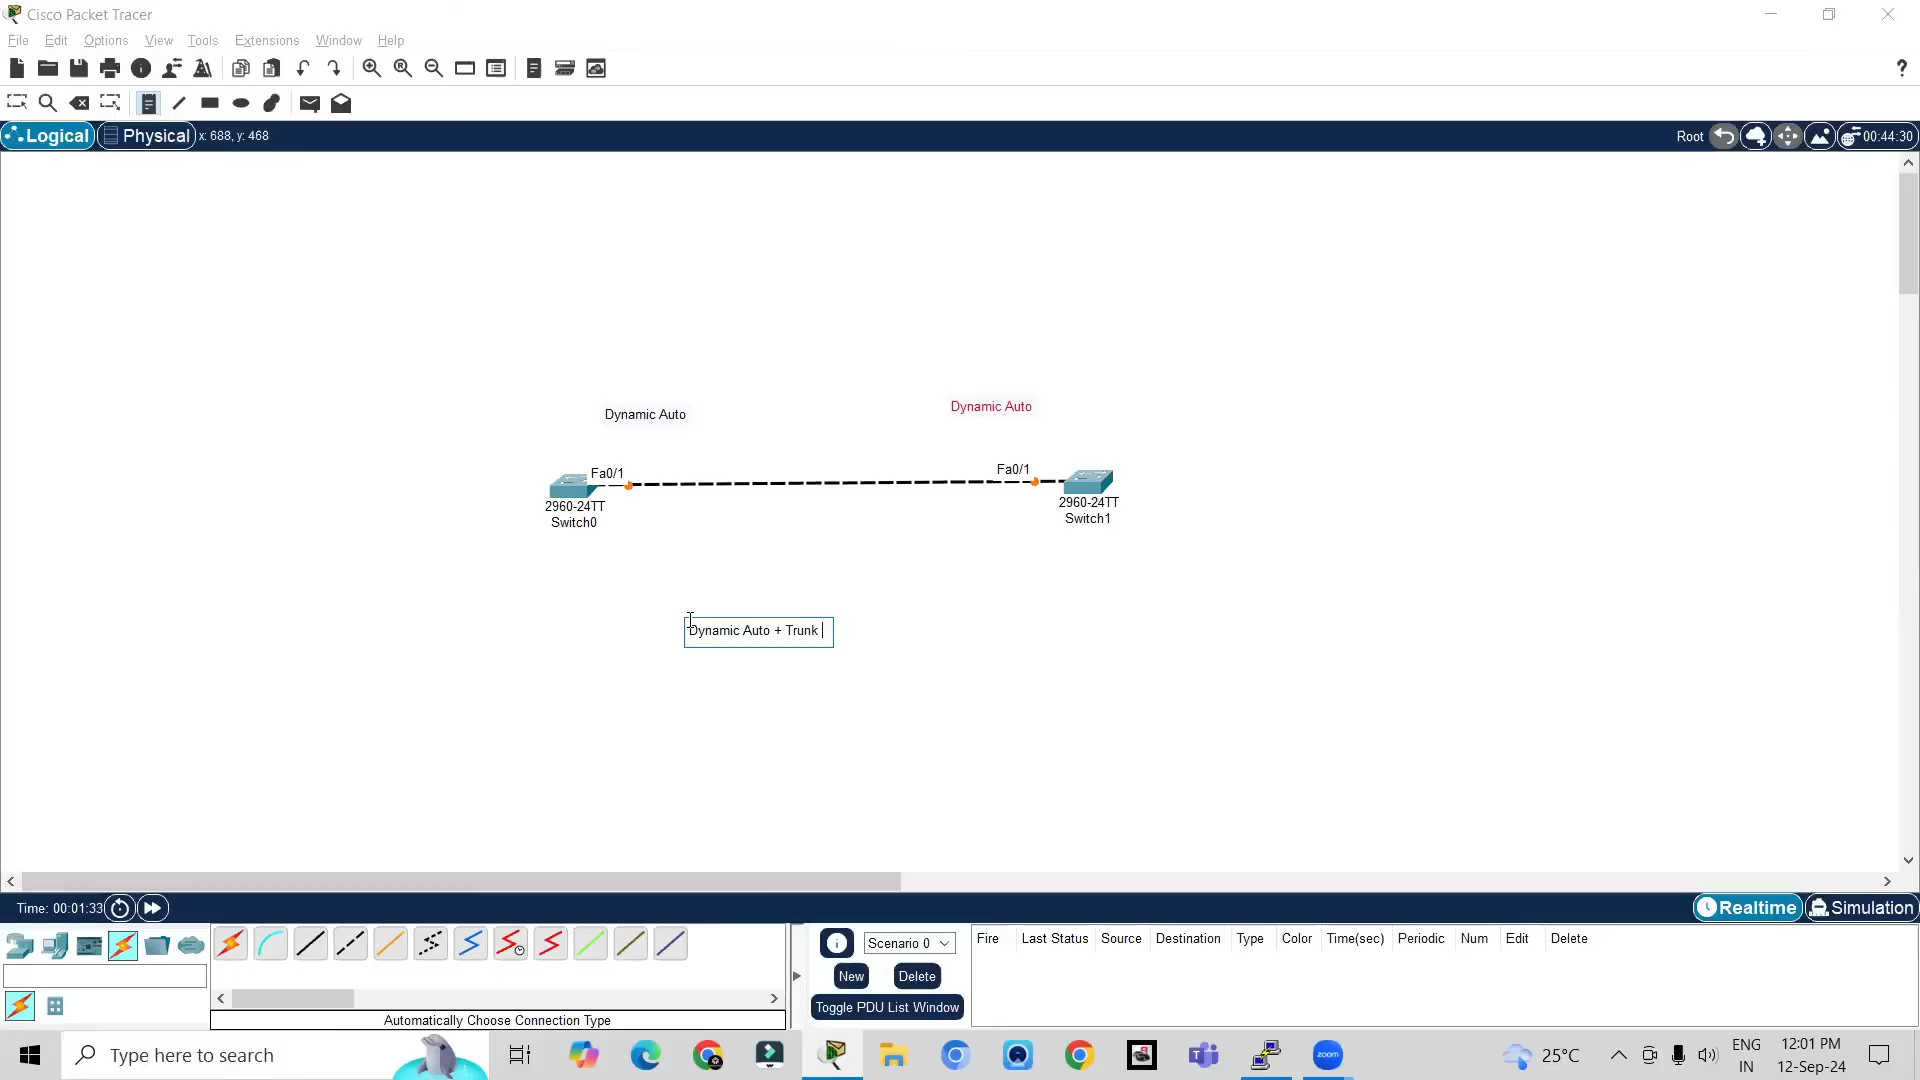 Cisco Packet Tracer
File Edit Options View Tools Extensions Window Help
?
Logical Physical x: 688, y: 468 Root 00:44:30
Dynamic Auto Dynamic Auto
Fa0/1 Fa0/1
2960-24TT
Switch0
2960-24TT
Switch1
Dynamic Auto + Trunk
Time: 00:01:33 Realtime Simulation
Scenario 0
New Delete
Toggle PDU List Window
Fire Last Status Source Destination Type Color Time(sec) Periodic Num Edit Delete
Automatically Choose Connection Type
Type here to search
zoom
25°C
ENG
IN
12:01 PM
12-Sep-24